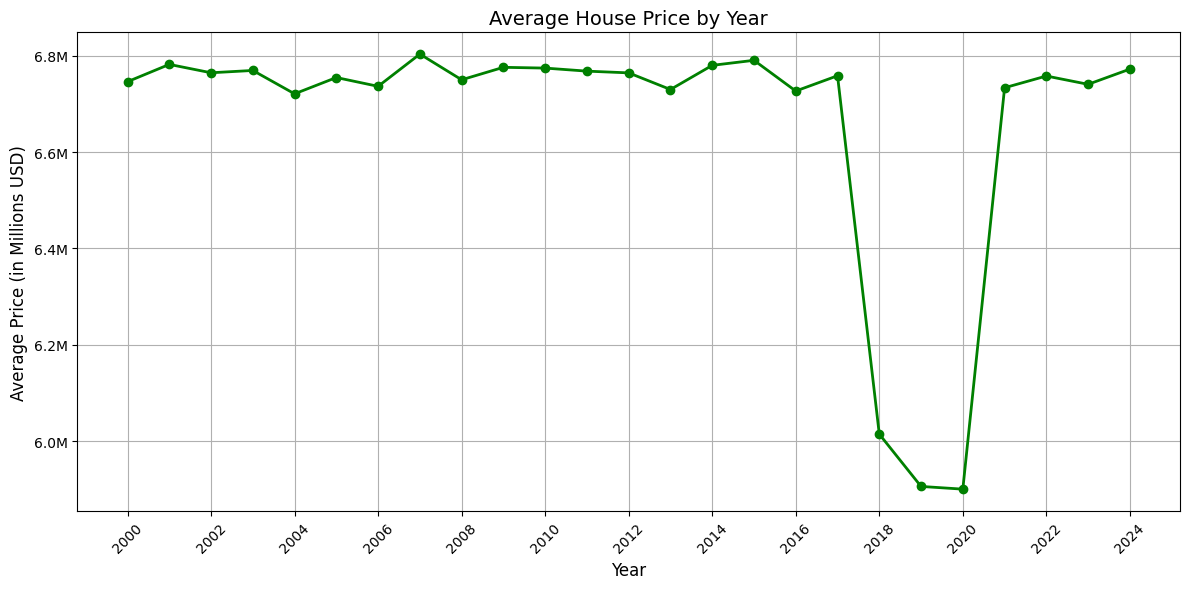 Average House Price by Year
Average Price (in Millions USD)
6.8M
6.6M
6.4M
6.2M
6.0M
2000
2002
2004
2006
2008
2010
2012
2014
2016
2018
2020
2022
2024
Year